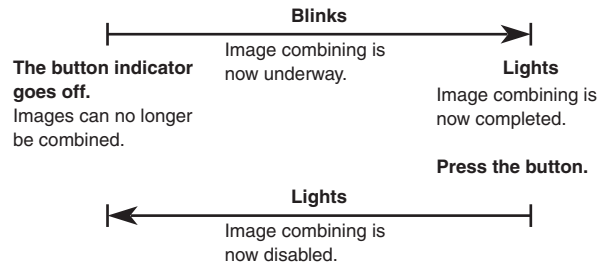 Blinks
Image combining is
now underway.
The button indicator
goes off.
Images can no longer
be combined.
Lights
Image combining is
now completed.
Press the button.
Lights
Image combining is
now disabled.